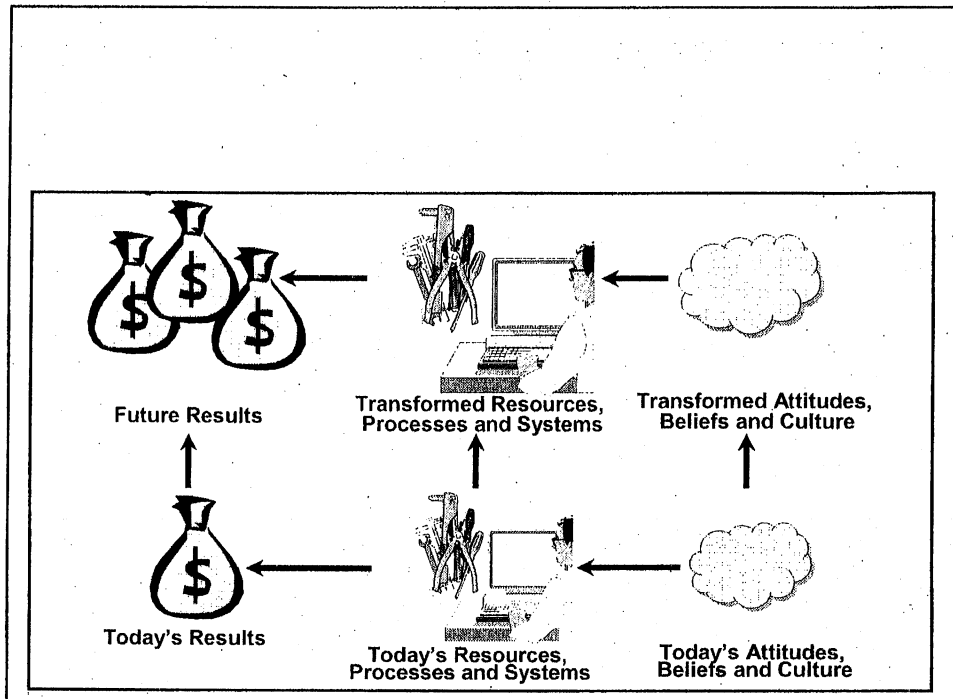 $ $ $
Future Results
Transformed Resources,
Processes and Systems
Transformed Attitudes,
Beliefs and Culture
$
Today's Results
Today's Resources,
Processes and Systems
Today's Attitudes,
Beliefs and Culture